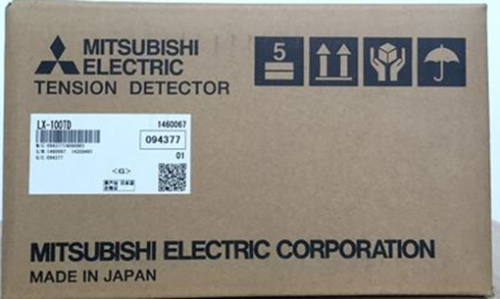 MITSUBISHI
ELECTRIC
TENSION DETECTOR
5
LX-100TD
1460067
094377
01
<G>
MITSUBISHI ELECTRIC CORPORATION
MADE IN JAPAN